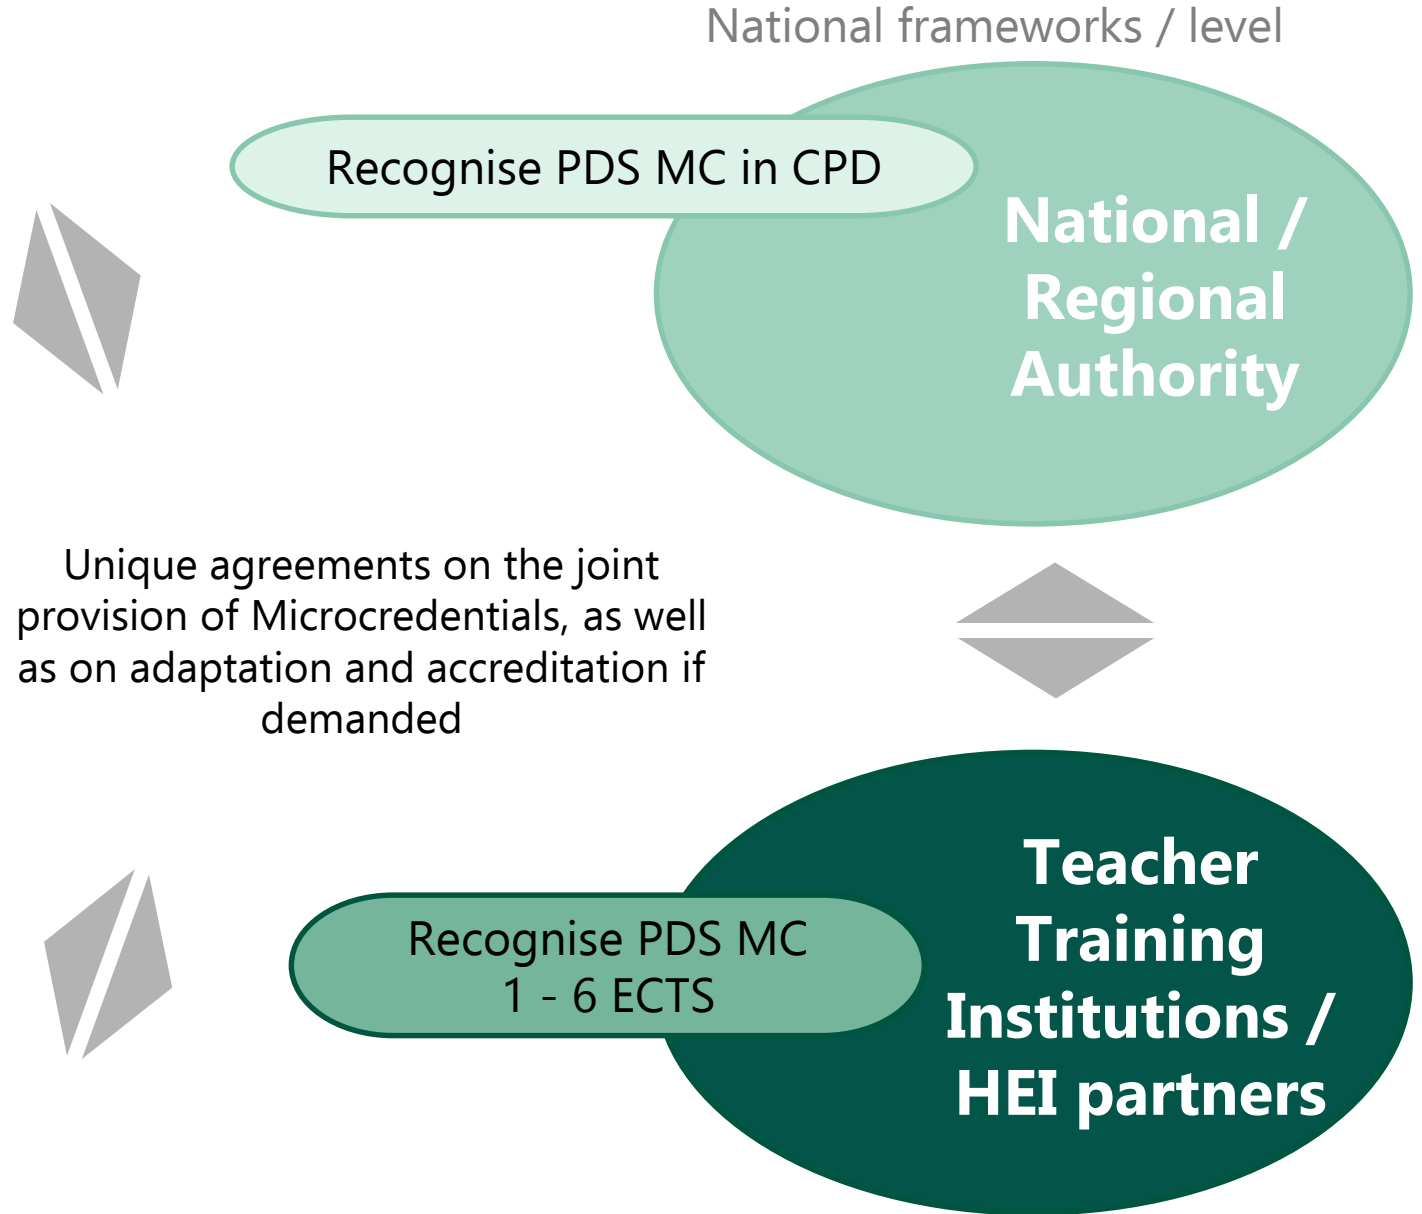 National frameworks / level
Recognise PDS MC in CPD
National /
Regional
Authority
Unique agreements on the joint
provision of Microcredentials, as well
as on adaptation and accreditation if
demanded
Teacher
Training
Institutions /
HEI partners
Recognise PDS MC
1 - 6 ECTS